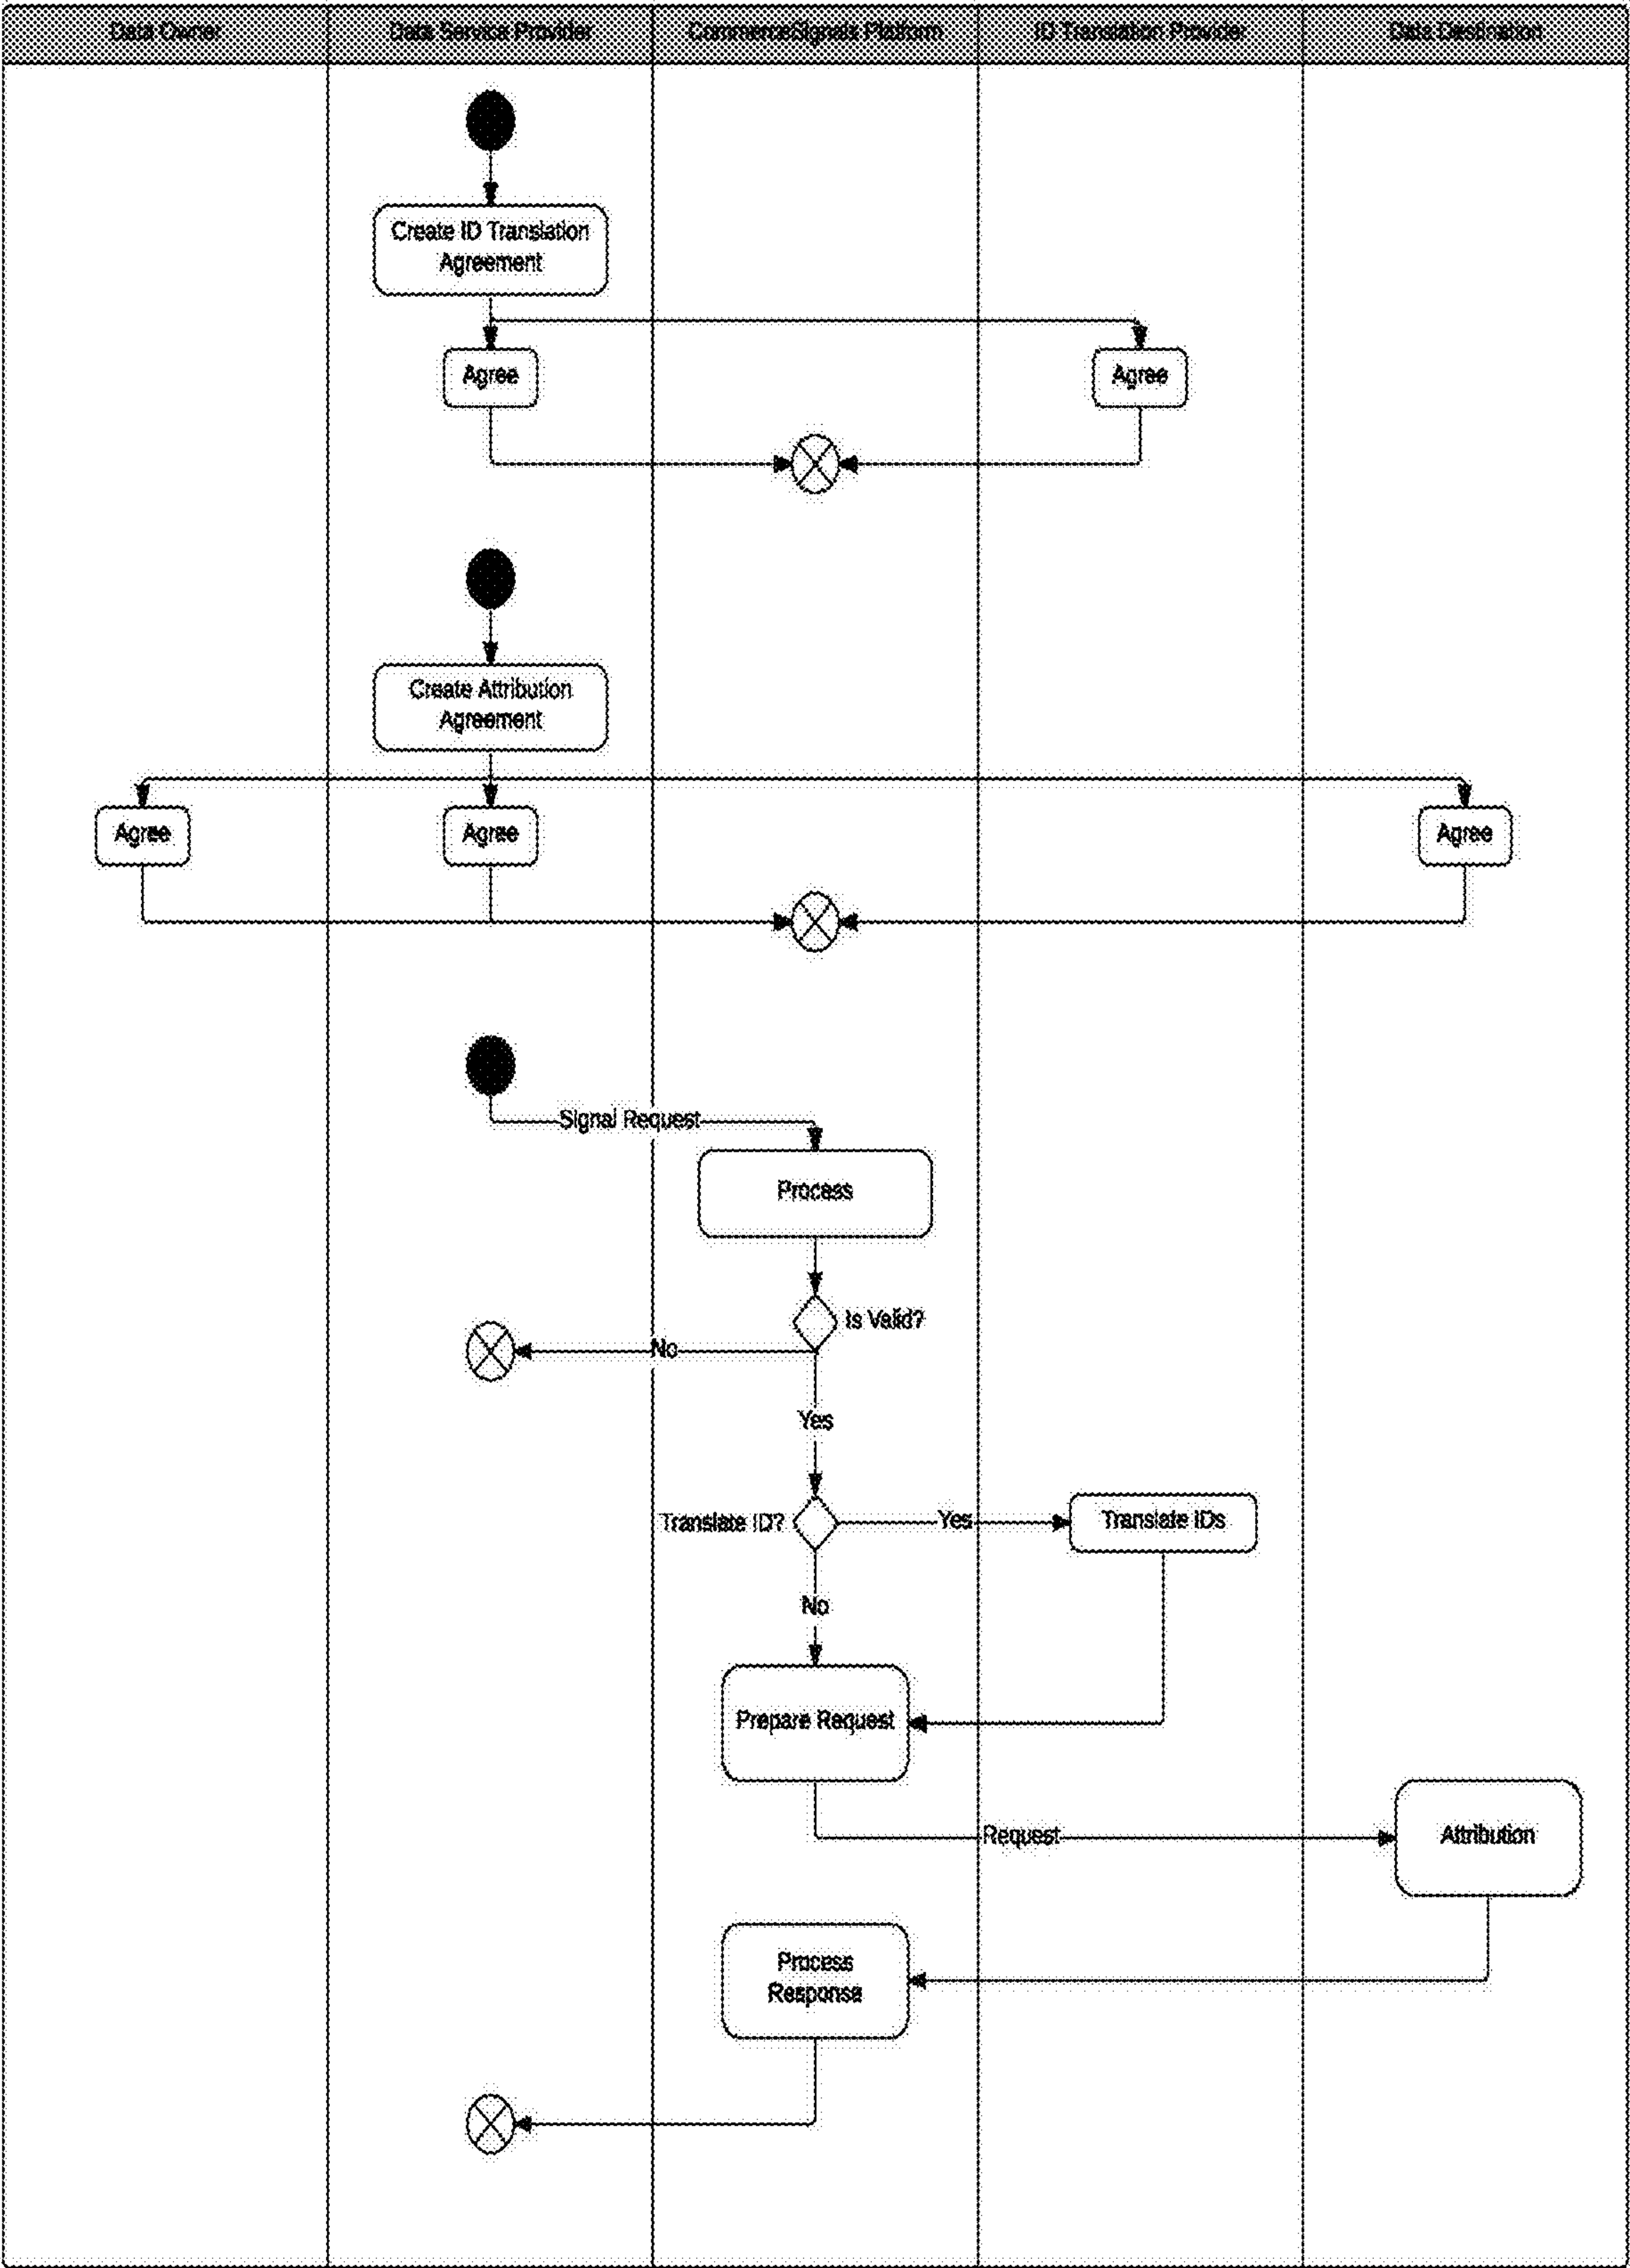 Data Owner
Data Service Provider
CommerceSignals Platform
ID Translation Provider
Data Destination
Create ID Translation
Agreement
Agree
Agree
Create Attribution
Agreement
Agree
Agree
Agree
Signal Request
Process
Is Valid?
No
Yes
Translate ID?
Yes
Translate IDs
No
Prepare Request
Request
Attribution
Process
Response